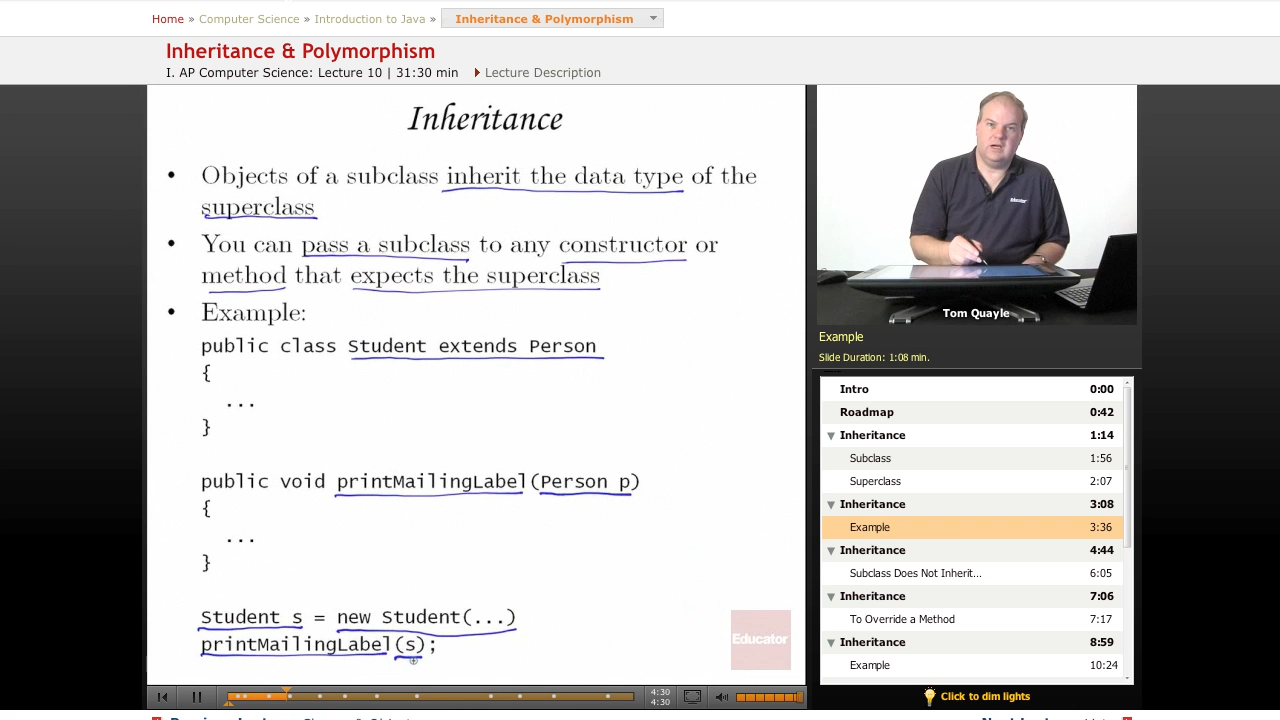 Home » Computer Science » Introduction to Java » Inheritance & Polymorphism
Inheritance & Polymorphism
I. AP Computer Science: Lecture 10 | 31:30 min Lecture Description
Inheritance
• Objects of a subclass inherit the data type of the
superclass
• You can pass a subclass to any constructor or
method that expects the superclass
• Example:
public class Student extends Person
{
...
}
public void printMailingLabel(Person p)
{
...
}
Student s = new Student(...)
printMailingLabel(s);
Educator
4:30
4:30
Educator
Tom Quayle
Example
Slide Duration: 1:08 min.
Intro 0:00
Roadmap 0:42
Inheritance 1:14
Subclass 1:56
Superclass 2:07
Inheritance 3:08
Example 3:36
Inheritance 4:44
Subclass Does Not Inherit... 6:05
Inheritance 7:06
To Override a Method 7:17
Inheritance 8:59
Example 10:24
Click to dim lights